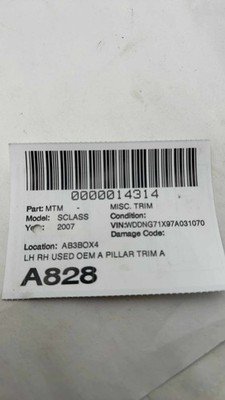 0000014314
Part: MTM MISC. TRIM
Model: SCLASS Condition:
Year: 2007 VIN:WDDNG71X97A031070
Damage Code:
Location: AB3BOX4
LH RH USED OEM A PILLAR TRIM A
A828